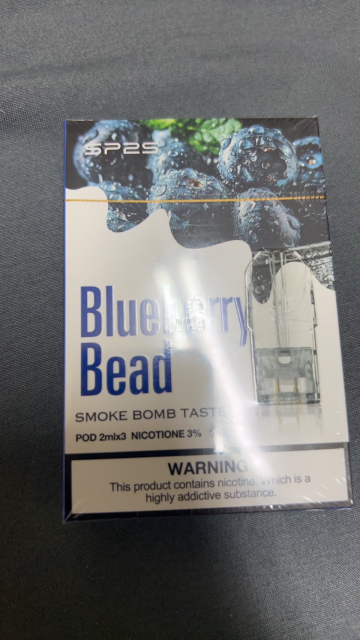 SP2S
Blueberry
Bead
SMOKE BOMB TASTE
POD 2mlx3 NICOTIONE 3%
WARNING
This product contains nicotine. Which is a
highly addictive substance.